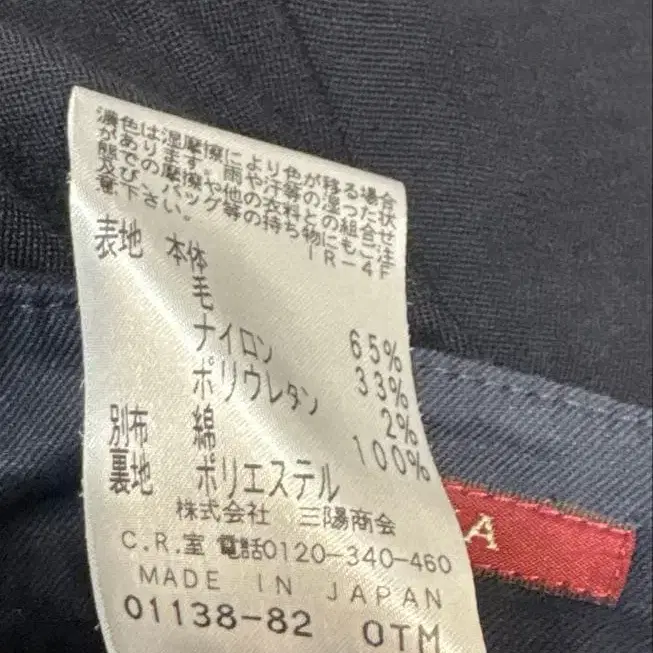 濃色は湿摩擦により色が移る場合
があります。雨や汗等の湿った状
態での摩擦や他の衣料との組合せ
及び、バッグ等の持ち物にもご注
意下さい。 IR-4F
表地 本体
毛 65%
ナイロン 33%
ポリウレタン 2%
別布 綿 100%
裏地 ポリエステル
株式会社 三陽商会
C.R.室 電話0120-340-460
MADE IN JAPAN
01138-82 OTM
A